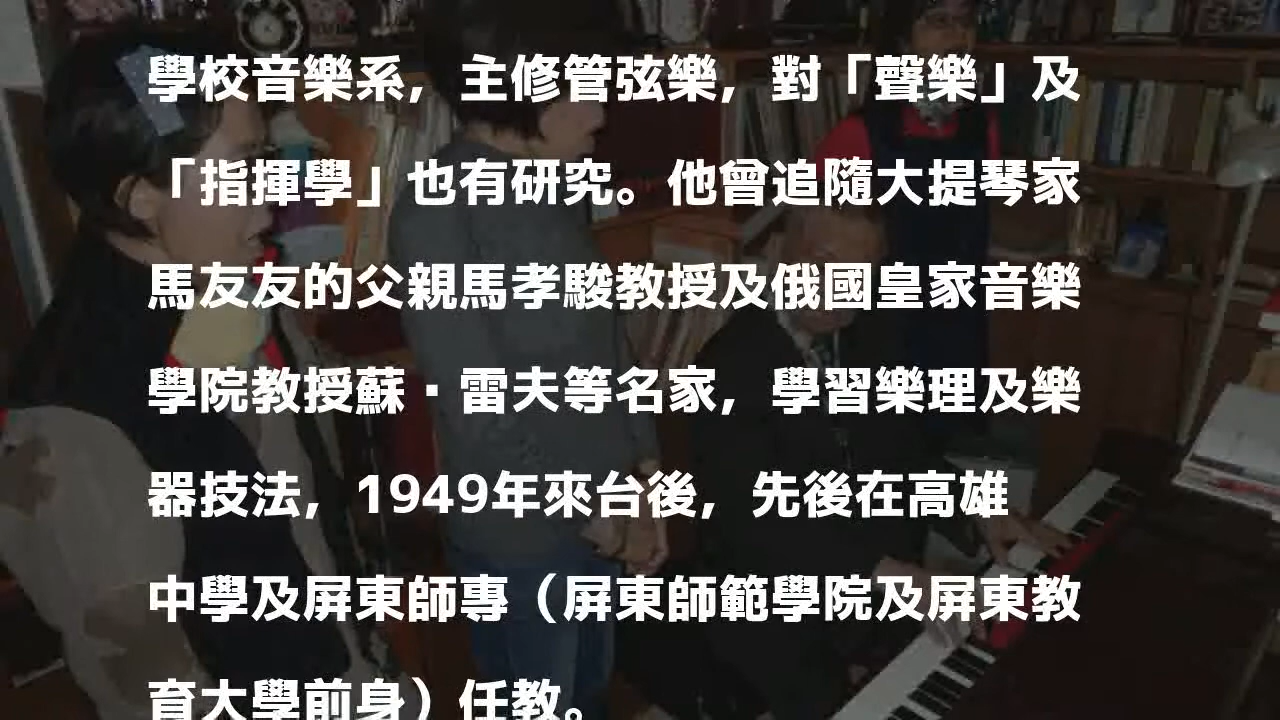 學校音樂系，主修管弦樂，對「聲樂」及
「指揮學」也有研究。他曾追隨大提琴家
馬友友的父親馬孝駿教授及俄國皇家音樂
學院教授蘇·雷夫等名家，學習樂理及樂
器技法，1949年來台後，先後在高雄
中學及屏東師專（屏東師範學院及屏東教
育大學前身）任教。